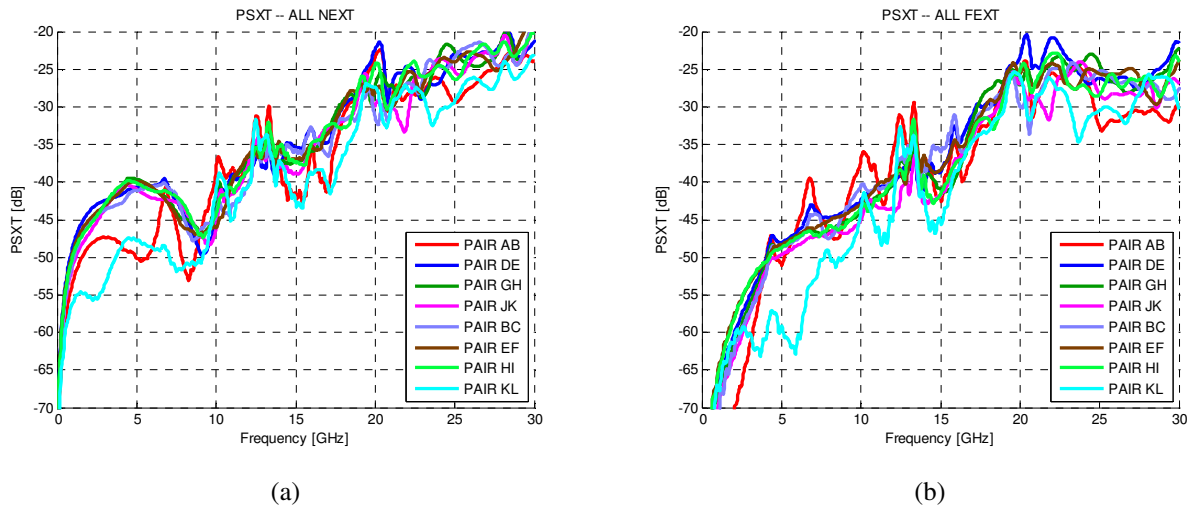 PSXT -- ALL NEXT
-20
-25
-30
-35
-40
-45
-50
-55
-60
-65
-70
PSXT [dB]
PAIR AB
PAIR DE
PAIR GH
PAIR JK
PAIR BC
PAIR EF
PAIR HI
PAIR KL
0 5 10 15 20 25 30
Frequency [GHz]
(a)
PSXT -- ALL FEXT
-20
-25
-30
-35
-40
-45
-50
-55
-60
-65
-70
PSXT [dB]
PAIR AB
PAIR DE
PAIR GH
PAIR JK
PAIR BC
PAIR EF
PAIR HI
PAIR KL
0 5 10 15 20 25 30
Frequency [GHz]
(b)